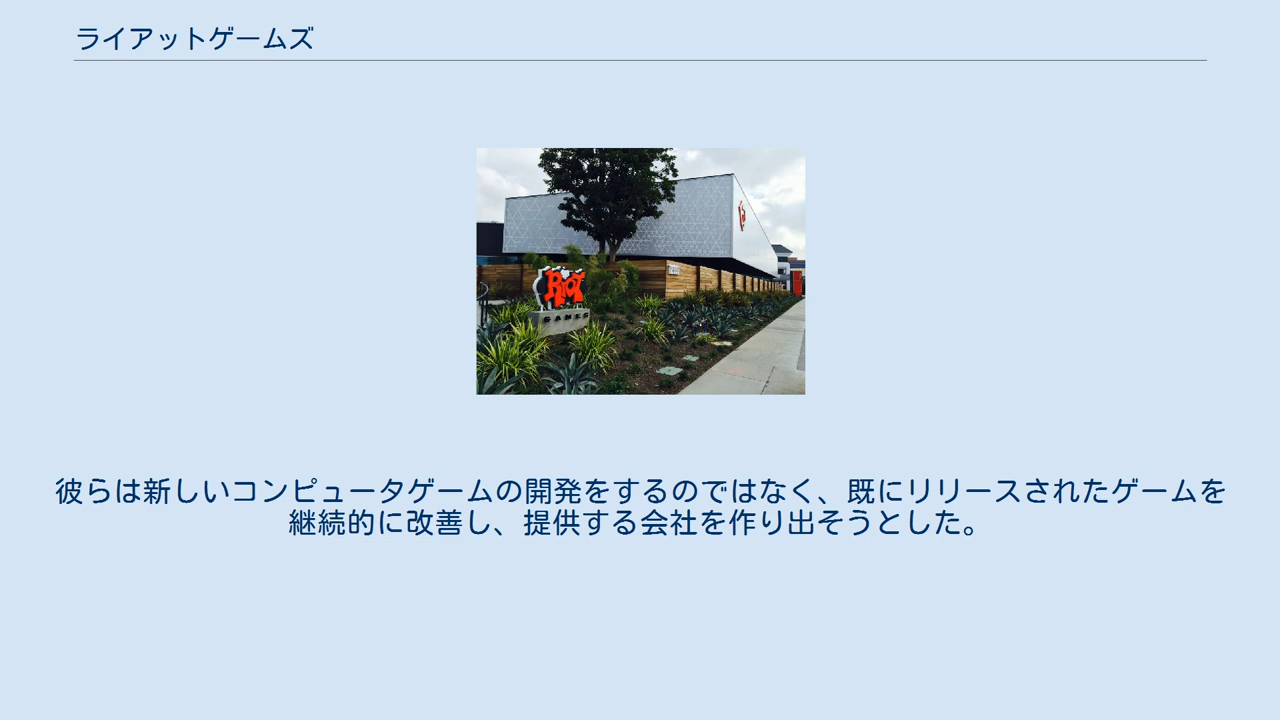 ライアットゲームズ
RIOT
GAMES
彼らは新しいコンピュータゲームの開発をするのではなく、既にリリースされたゲームを
継続的に改善し、提供する会社を作り出そうとした。